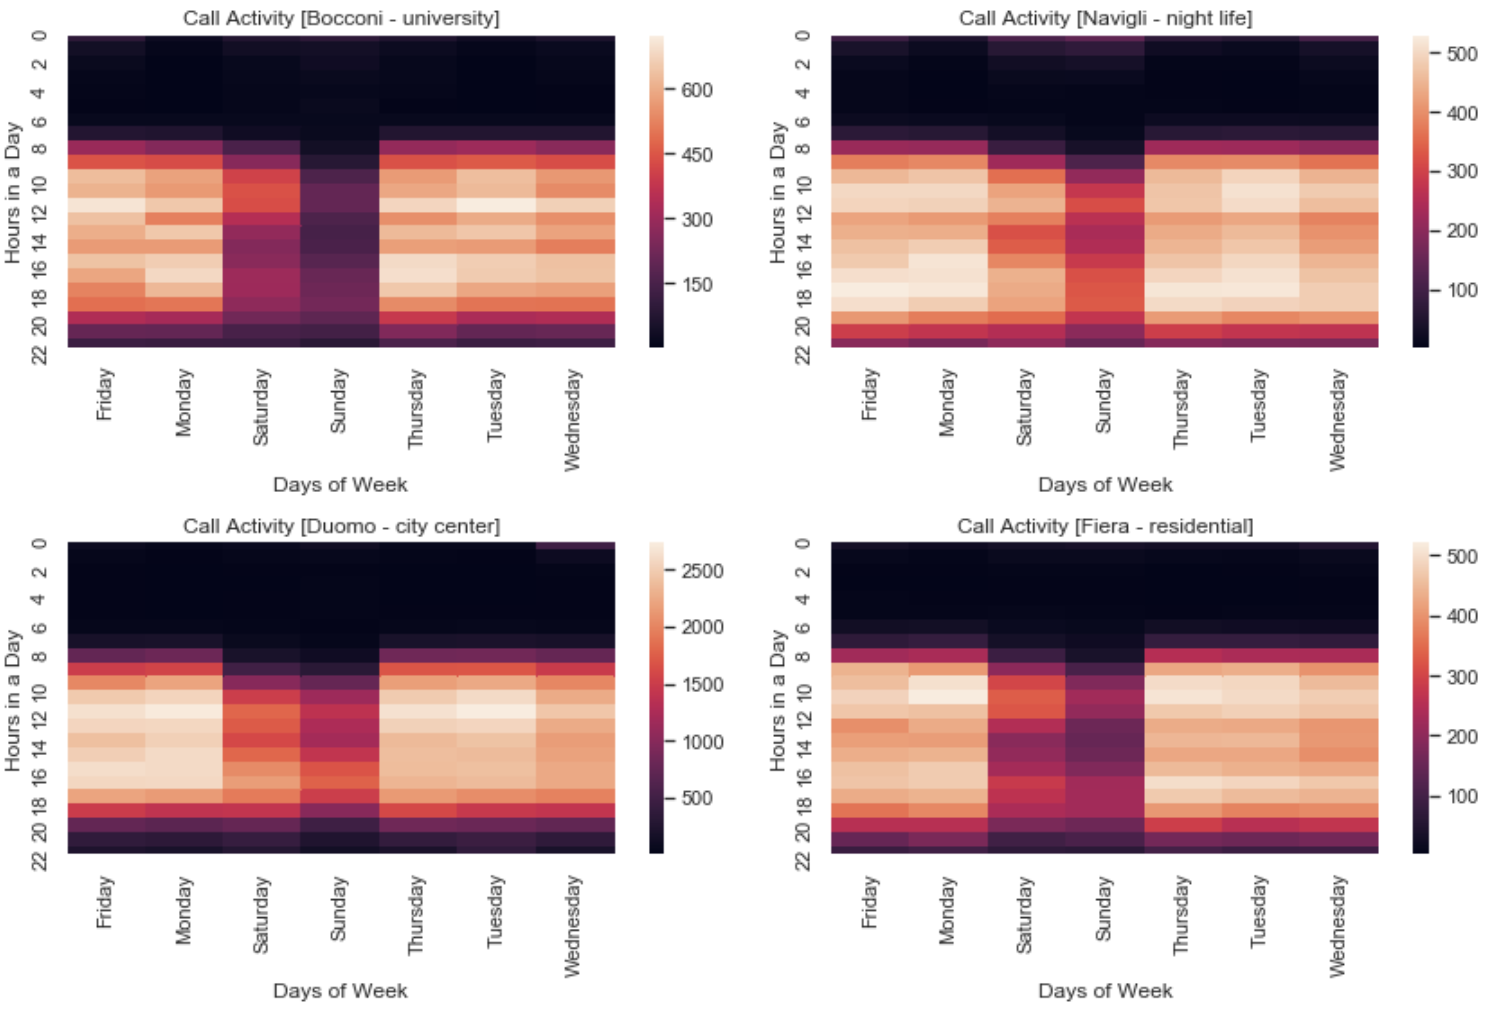 Call Activity [Bocconi - university]
Hours in a Day
0
2
4
6
8
10
12
14
16
18
20
22
Friday
Monday
Saturday
Sunday
Thursday
Tuesday
Wednesday
Days of Week
600
450
300
150
Call Activity [Navigli - night life]
Hours in a Day
0
2
4
6
8
10
12
14
16
18
20
22
Friday
Monday
Saturday
Sunday
Thursday
Tuesday
Wednesday
Days of Week
500
400
300
200
100
Call Activity [Duomo - city center]
Hours in a Day
0
2
4
6
8
10
12
14
16
18
20
22
Friday
Monday
Saturday
Sunday
Thursday
Tuesday
Wednesday
Days of Week
2500
2000
1500
1000
500
Call Activity [Fiera - residential]
Hours in a Day
0
2
4
6
8
10
12
14
16
18
20
22
Friday
Monday
Saturday
Sunday
Thursday
Tuesday
Wednesday
Days of Week
500
400
300
200
100